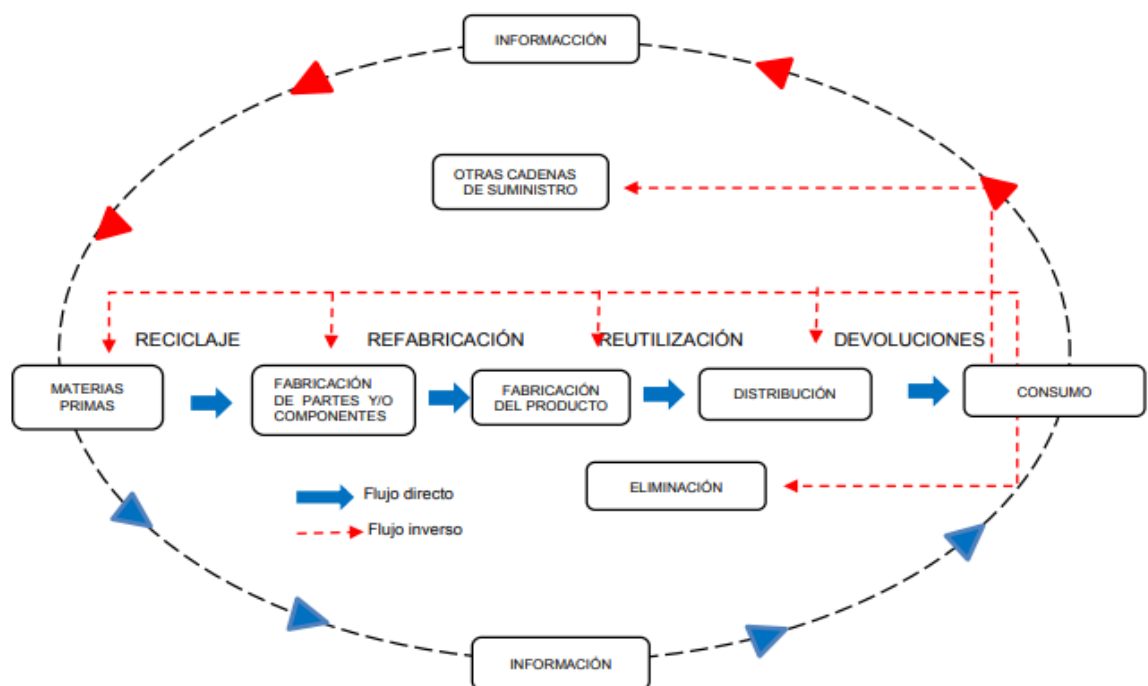 INFORMACCIÓN
OTRAS CADENAS
DE SUMINISTRO
RECICLAJE
REFABRICACIÓN
REUTILIZACIÓN
DEVOLUCIONES
MATERIAS
PRIMAS
FABRICACIÓN
DE PARTES Y/O
COMPONENTES
FABRICACIÓN
DEL PRODUCTO
DISTRIBUCIÓN
CONSUMO
ELIMINACIÓN
Flujo directo
Flujo inverso
INFORMACIÓN